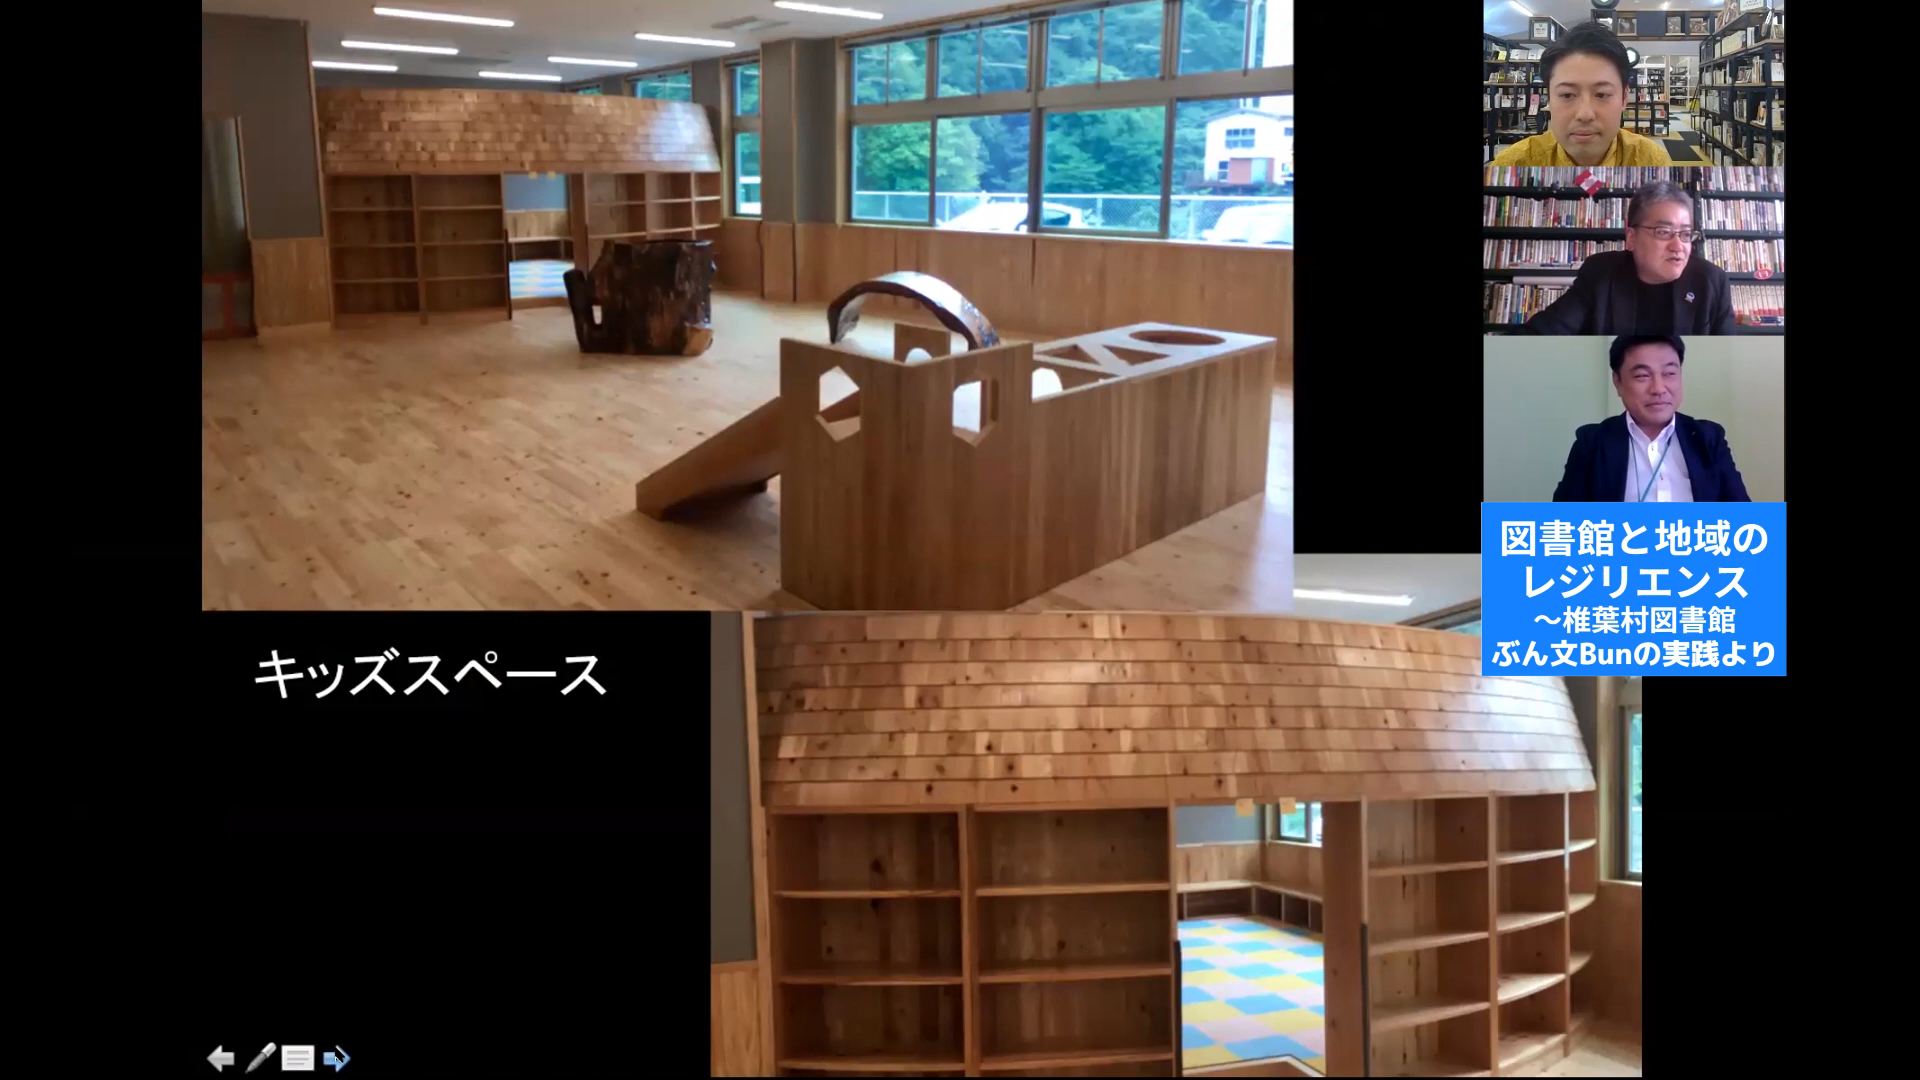 キッズスペース
図書館と地域の
レジリエンス
～椎葉村図書館
ぶん文Bunの実践より